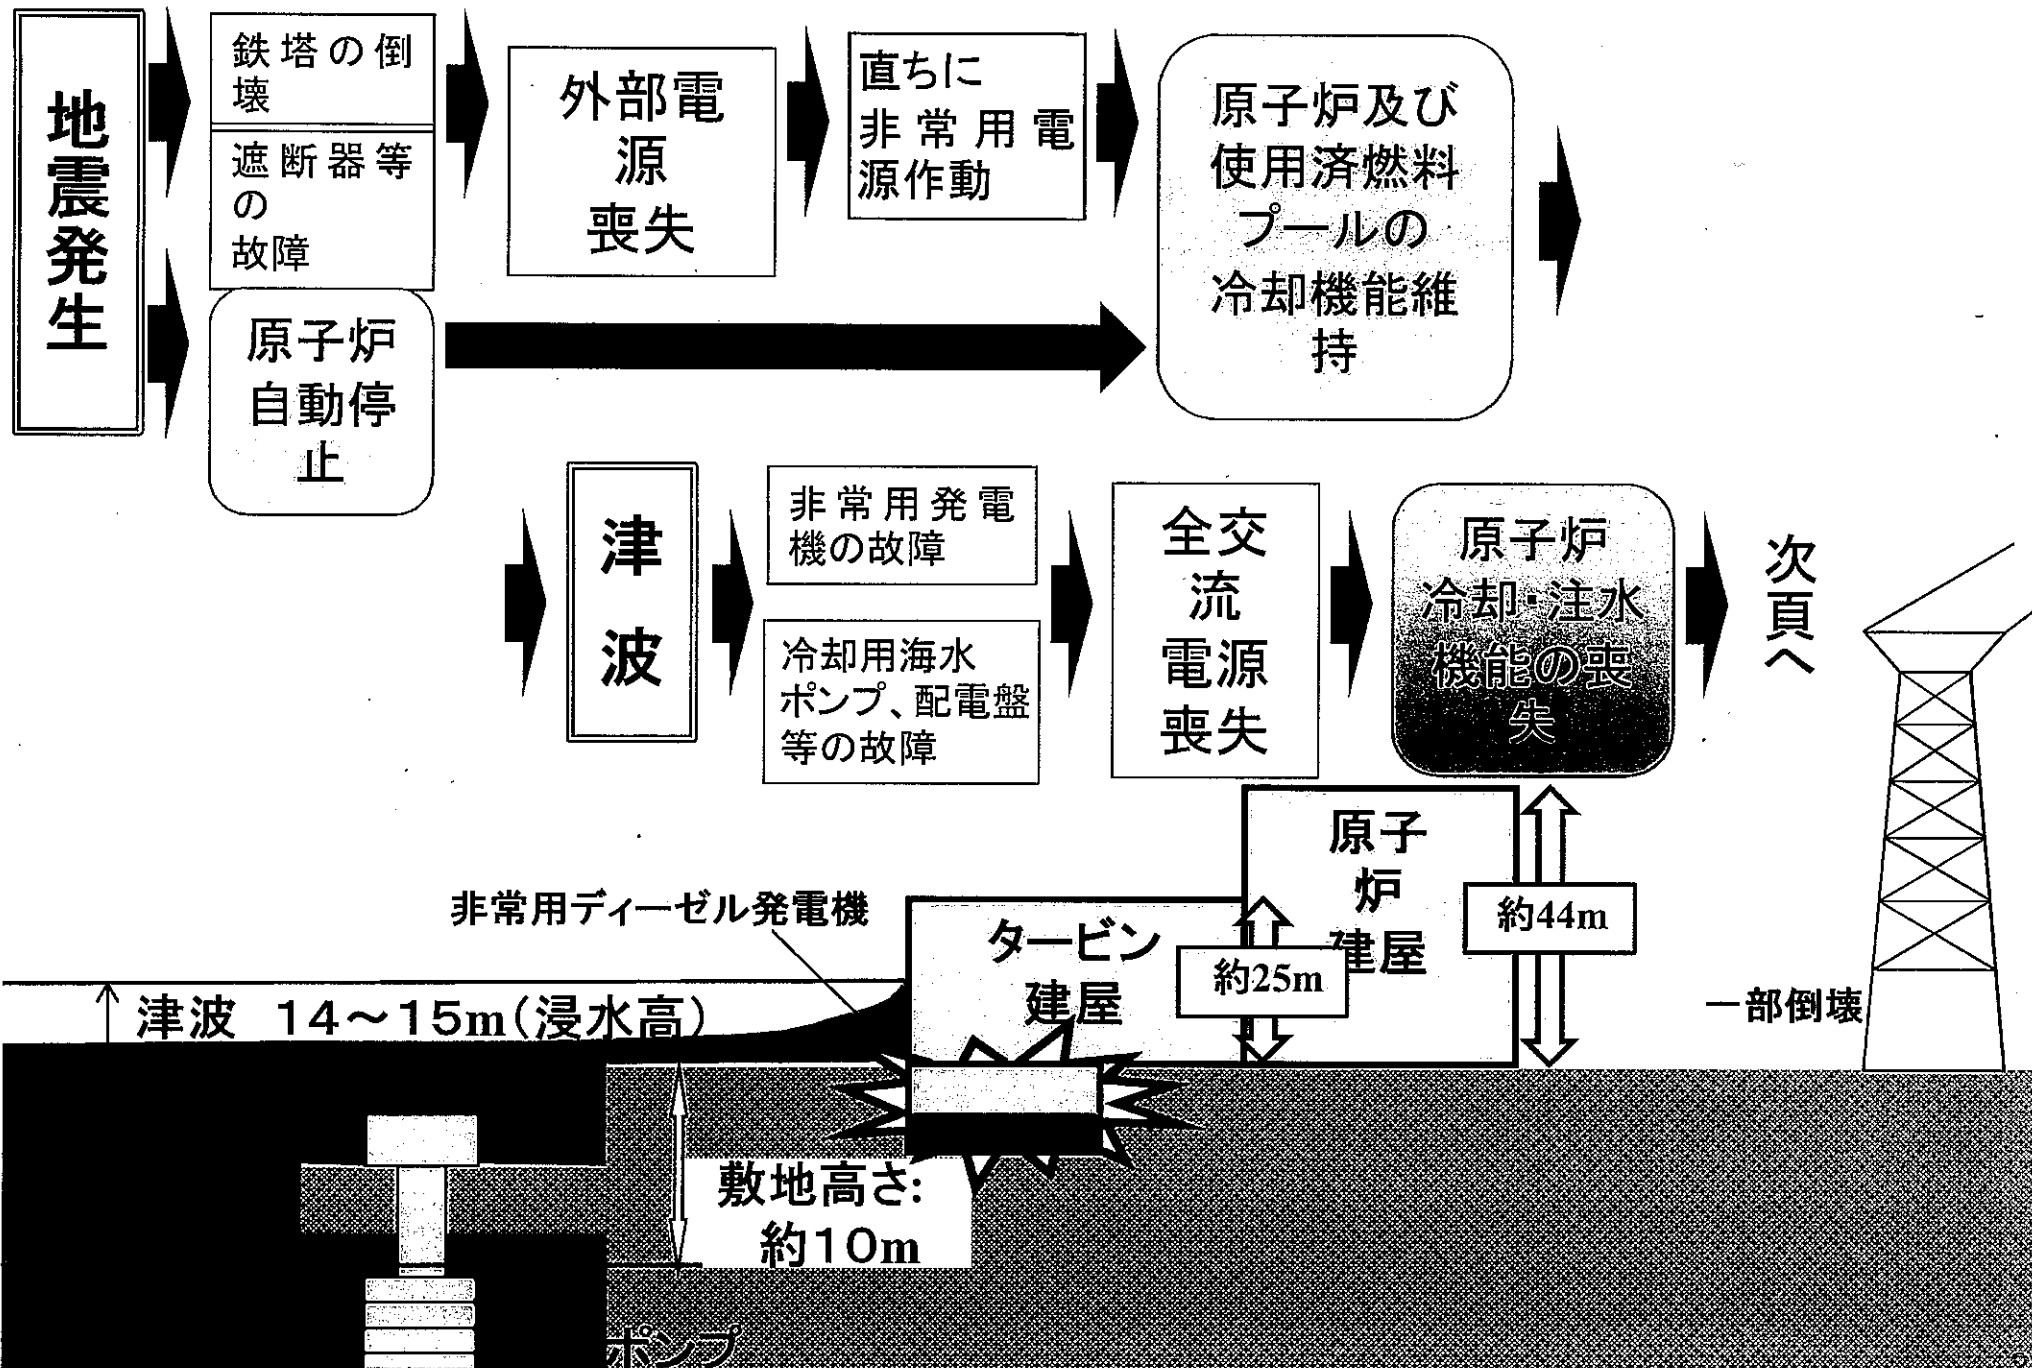 地震発生
鉄塔の倒
壊
遮断器等
の
故障
原子炉
自動停
止
外部電
源
喪失
直ちに
非常用電
源作動
原子炉及び
使用済燃料
プールの
冷却機能維
持
津波
非常用発電
機の故障
冷却用海水
ポンプ、配電盤
等の故障
全交
流
電源
喪失
原子炉
冷却・注水
機能の喪
失
次頁へ
非常用ディーゼル発電機
タービン
建屋
原子
炉
建屋
約25m
約44m
一部倒壊
津波 14～15m(浸水高)
敷地高さ:
約10m
ポンプ